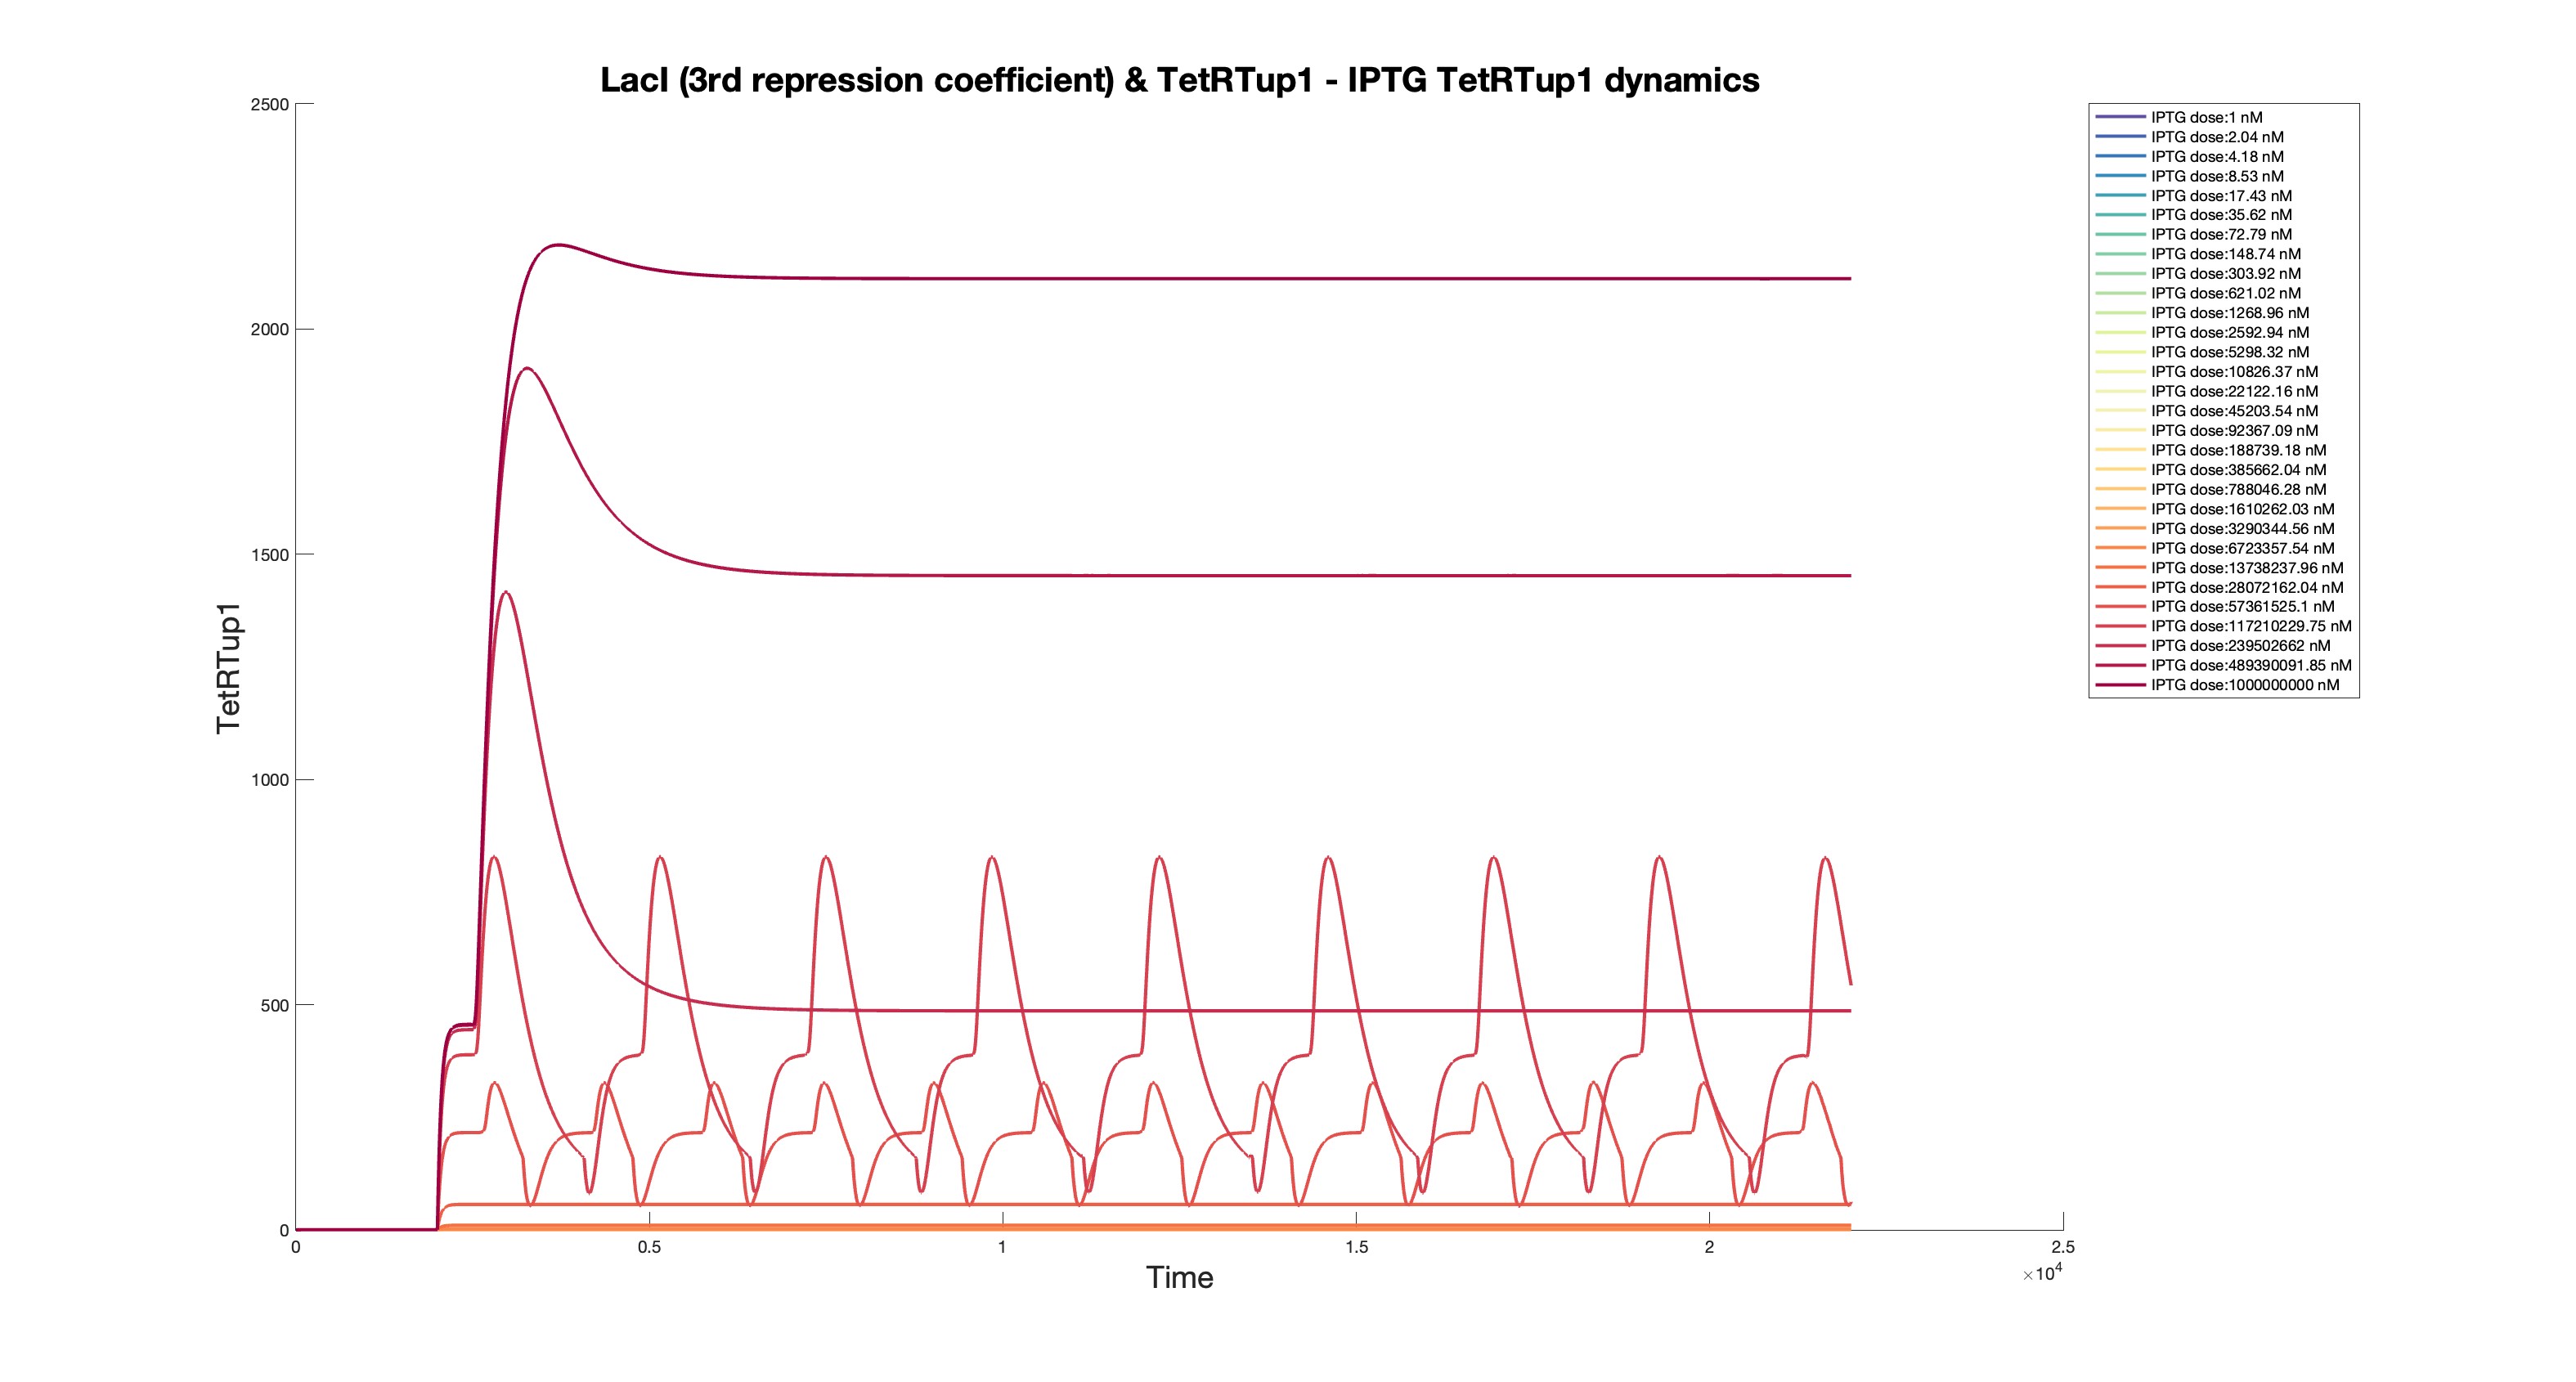 LacI (3rd repression coefficient) & TetRTup1 - IPTG TetRTup1 dynamics
2500
2000
1500
1000
500
0
TetRTup1
0
0.5
1
1.5
2
2.5
×10^4
Time
IPTG dose:1 nM
IPTG dose:2.04 nM
IPTG dose:4.18 nM
IPTG dose:8.53 nM
IPTG dose:17.43 nM
IPTG dose:35.62 nM
IPTG dose:72.79 nM
IPTG dose:148.74 nM
IPTG dose:303.92 nM
IPTG dose:621.02 nM
IPTG dose:1268.96 nM
IPTG dose:2592.94 nM
IPTG dose:5298.32 nM
IPTG dose:10826.37 nM
IPTG dose:22122.16 nM
IPTG dose:45203.54 nM
IPTG dose:92367.09 nM
IPTG dose:188739.18 nM
IPTG dose:385662.04 nM
IPTG dose:788046.28 nM
IPTG dose:1610262.03 nM
IPTG dose:3290344.56 nM
IPTG dose:6723357.54 nM
IPTG dose:13738237.96 nM
IPTG dose:28072162.04 nM
IPTG dose:57361525.1 nM
IPTG dose:117210229.75 nM
IPTG dose:239502662 nM
IPTG dose:489390091.85 nM
IPTG dose:1000000000 nM